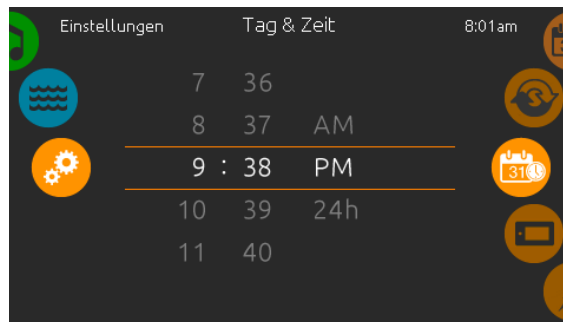 Einstellungen Tag & Zeit 8:01am
7 36
8 37 AM
9 : 38 PM
31
10 39 24h
11 40